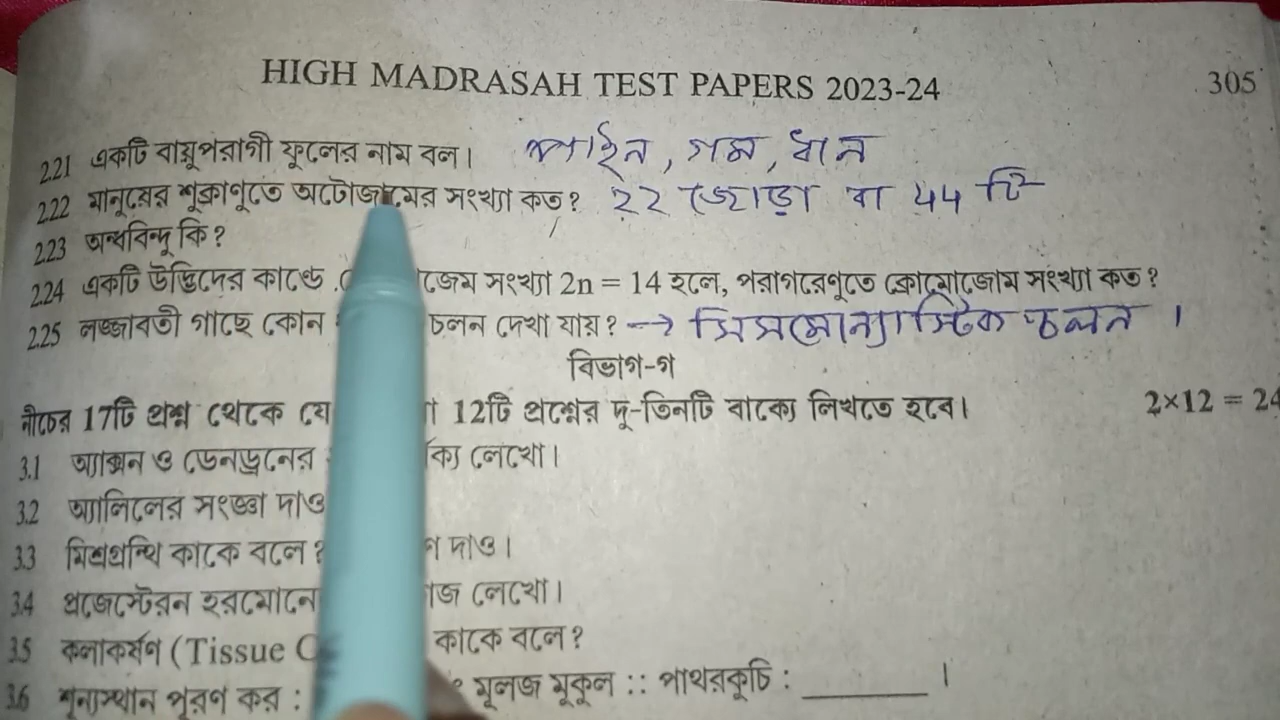 HIGH MADRASAH TEST PAPERS 2023-24 305
2.21 একটি বায়ুপরাগী ফুলের নাম বল। পাইন, গম, ধান
2.22 মানুষের শুক্রাণুতে অটোজোমের সংখ্যা কত? 22 জোড়া বা 44 টি
2.23 অন্ধবিন্দু কি?
2.24 একটি উদ্ভিদের কাণ্ডে সংখ্যা 2n = 14 হলে, পরাগরেণুতে ক্রোমোজোম সংখ্যা কত?
2.25 লজ্জাবতী গাছে কোন চলন দেখা যায়? → সিসমোন্যাস্টিক চলন ।
বিভাগ-গ
নীচের 17টি প্রশ্ন থেকে 12টি প্রশ্নের দু-তিনটি বাক্যে লিখতে হবে। 2×12 = 24
3.1 অ্যাক্সন ও ডেনড্রনের লেখো।
3.2 অ্যালিলের সংজ্ঞা দাও
3.3 মিশ্রগ্রন্থি কাকে বলে? দাও।
3.4 লেখো।
3.5 কলাকর্ষণ (Tissue কাকে বলে?
3.6 শূন্যস্থান পূরণ কর : মূলজ মুকুল :: পাথরকুচি : ________ ।